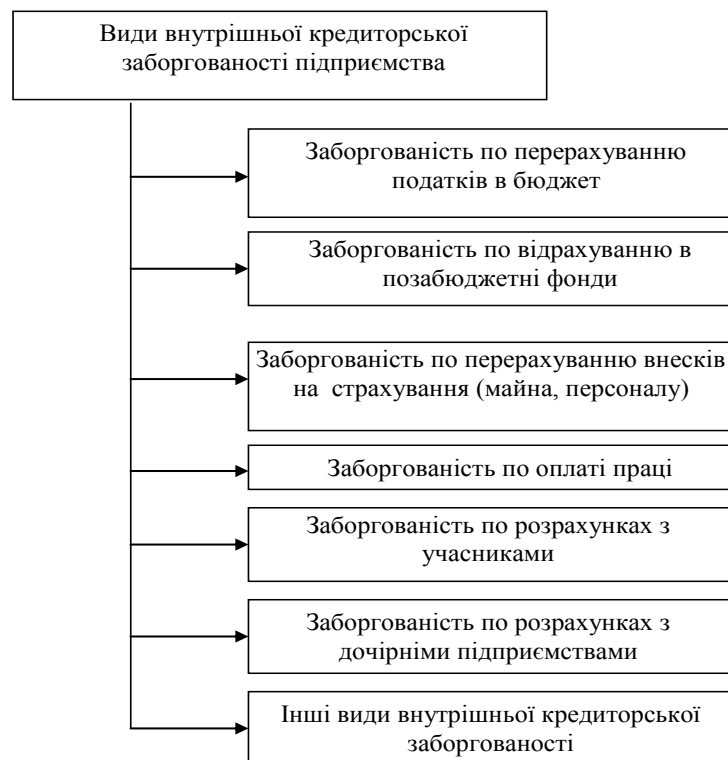 Види внутрішньої кредиторської
заборгованості підприємства
Заборгованість по перерахуванню
податків в бюджет
Заборгованість по відрахуванню в
позабюджетні фонди
Заборгованість по перерахуванню внесків
на страхування (майна, персоналу)
Заборгованість по оплаті праці
Заборгованість по розрахунках з
учасниками
Заборгованість по розрахунках з
дочірніми підприємствами
Інші види внутрішньої кредиторської
заборгованості